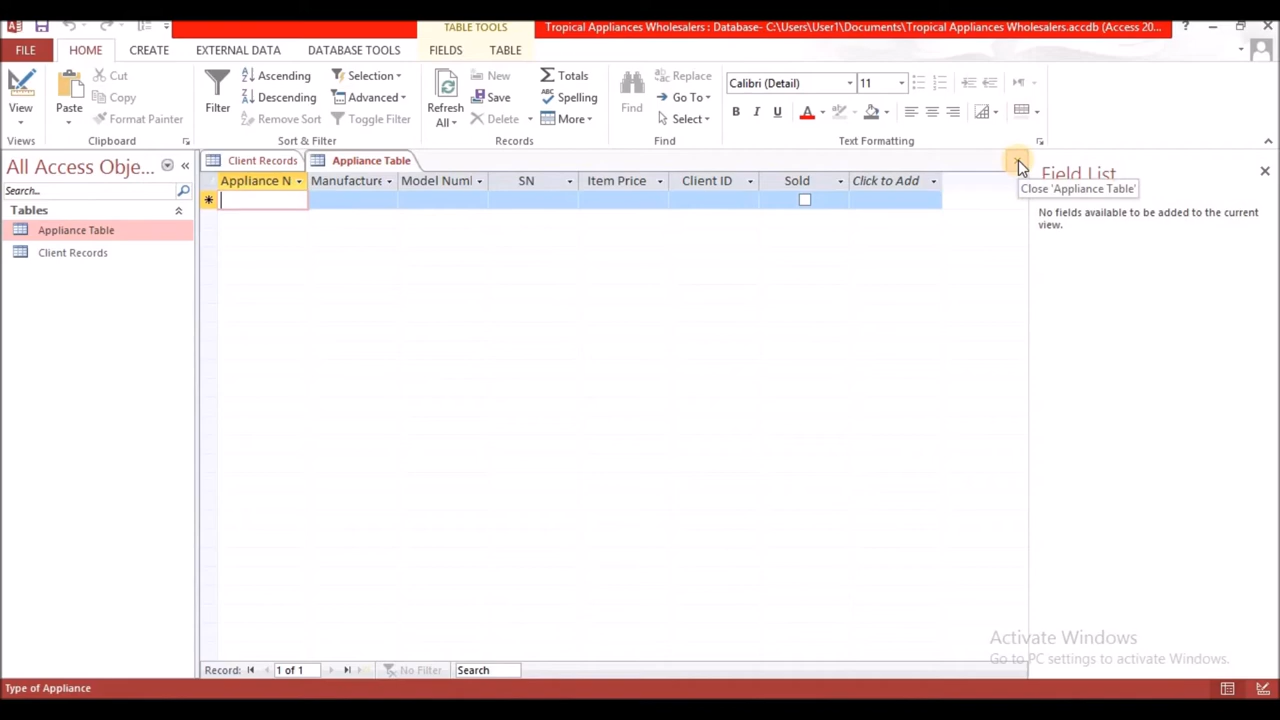 TABLE TOOLS
Tropical Appliances Wholesalers : Database- C:\Users\User1\Documents\Tropical Appliances Wholesalers.accdb (Access 20...
?
FILE HOME CREATE EXTERNAL DATA DATABASE TOOLS FIELDS TABLE
View
Paste
Cut
Copy
Format Painter
Filter
Ascending
Descending
Remove Sort
Selection
Advanced
Toggle Filter
Refresh
All
New
Save
Delete
Totals
Spelling
More
Find
Replace
Go To
Select
Calibri (Detail) 11
B I U A
Views Clipboard Sort & Filter Records Find Text Formatting
All Access Obje...
Search...
Tables
Appliance Table
Client Records
Client Records Appliance Table
Appliance N Manufacture Model Numl SN Item Price Client ID Sold Click to Add
Close 'Appliance Table'
Field List
No fields available to be added to the current
view.
Activate Windows
Go to PC settings to activate Windows.
Record: 1 of 1 No Filter Search
Type of Appliance